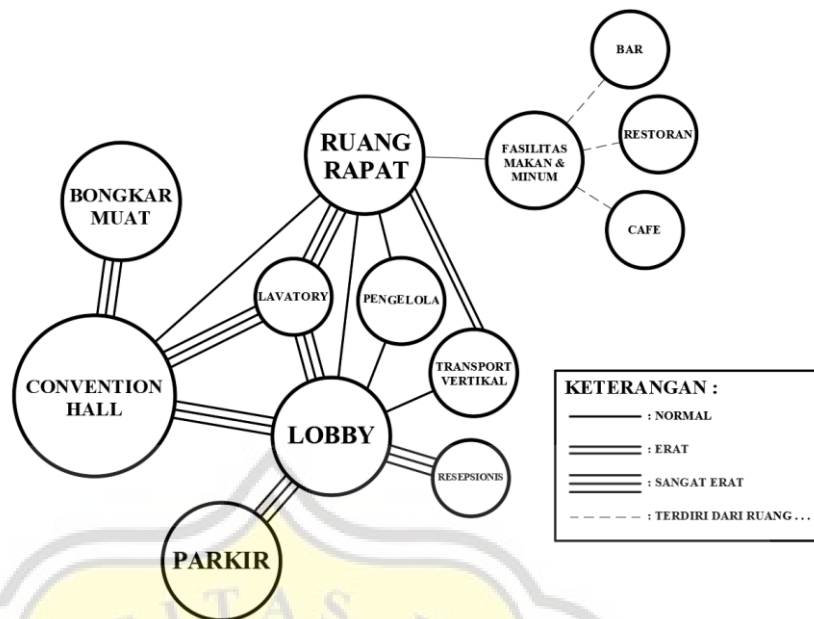 BAR
RUANG
RAPAT
FASILITAS
MAKAN &
MINUM
RESTORAN
BONGKAR
MUAT
CAFE
LAVATORY
PENGELOLA
CONVENTION
HALL
TRANSPORT
VERTIKAL
LOBBY
RESEPSIONIS
PARKIR
KETERANGAN :
: NORMAL
: ERAT
: SANGAT ERAT
: TERDIRI DARI RUANG . . .
ITAS